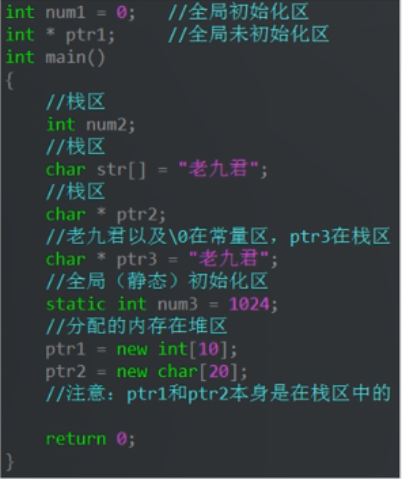 int num1 = 0;   //全局初始化区
int * ptr1;     //全局未初始化区
int main()
{
    //栈区
    int num2;
    //栈区
    char str[] = "老九君";
    //栈区
    char * ptr2;
    //老九君以及\0在常量区，ptr3在栈区
    char * ptr3 = "老九君";
    //全局（静态）初始化区
    static int num3 = 1024;
    //分配的内存在堆区
    ptr1 = new int[10];
    ptr2 = new char[20];
    //注意：ptr1和ptr2本身是在栈区中的

    return 0;
}